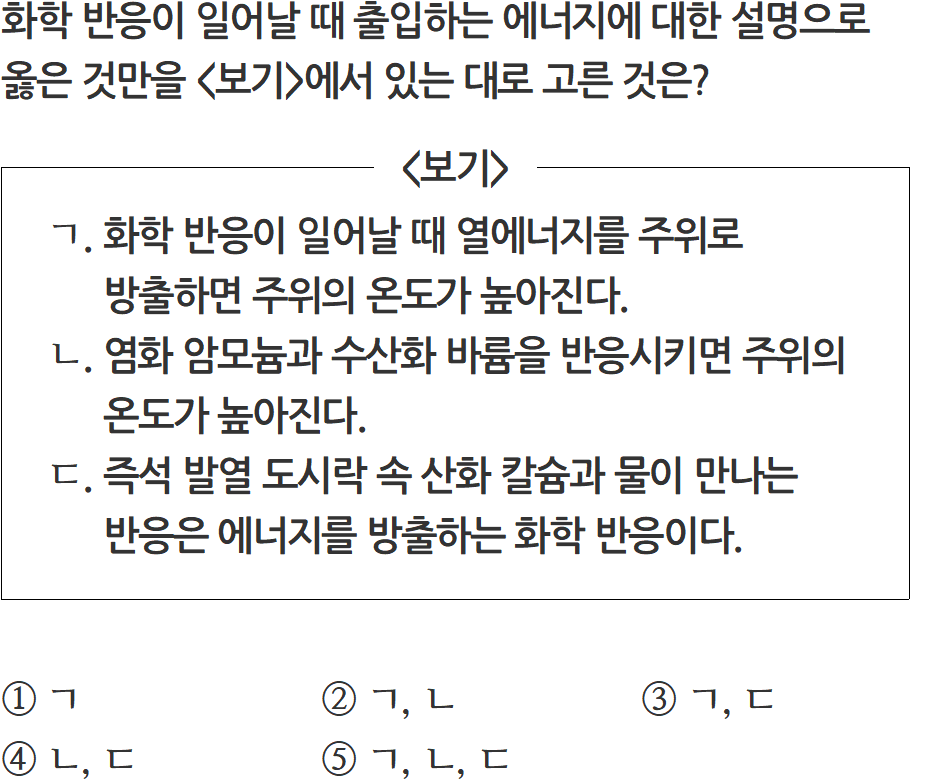 화학 반응이 일어날 때 출입하는 에너지에 대한 설명으로
옳은 것만을 <보기>에서 있는 대로 고른 것은?
<보기>
ㄱ. 화학 반응이 일어날 때 열에너지를 주위로
방출하면 주위의 온도가 높아진다.
ㄴ. 염화 암모늄과 수산화 바륨을 반응시키면 주위의
온도가 높아진다.
ㄷ. 즉석 발열 도시락 속 산화 칼슘과 물이 만나는
반응은 에너지를 방출하는 화학 반응이다.
① ㄱ ② ㄱ, ㄴ ③ ㄱ, ㄷ
④ ㄴ, ㄷ ⑤ ㄱ, ㄴ, ㄷ